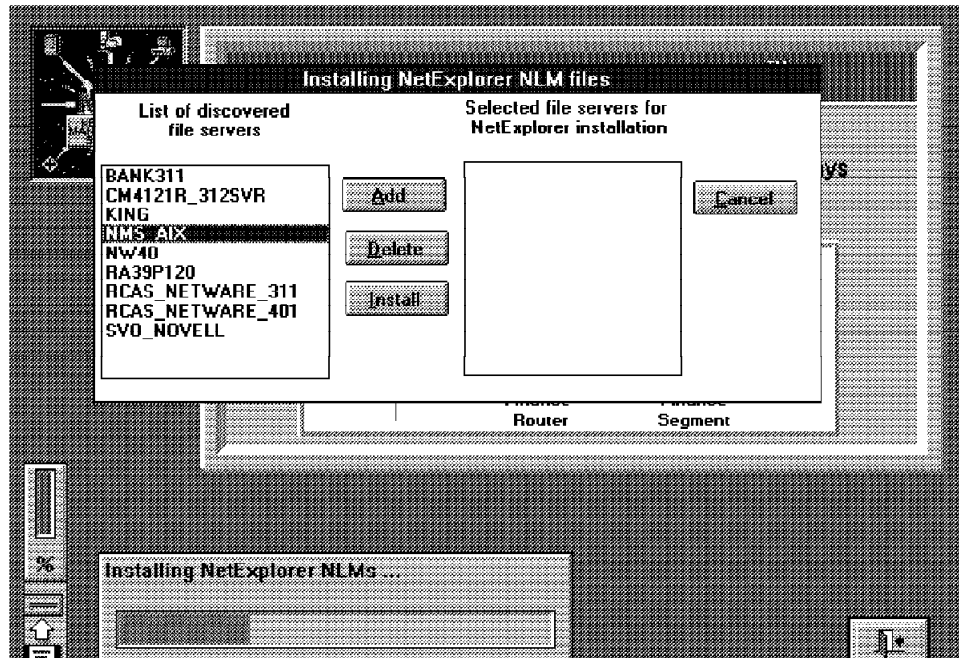 Installing NetExplorer NLM files
List of discovered
file servers
Selected file servers for
NetExplorer installation
BANK311
CM4121R_312SVR
KING
NMS_AIX
NW40
RA39P120
RCAS_NETWARE_311
RCAS_NETWARE_401
SVO_NOVELL
Add
Delete
Install
Cancel
ys
Router
Segment
%
Installing NetExplorer NLMs ...